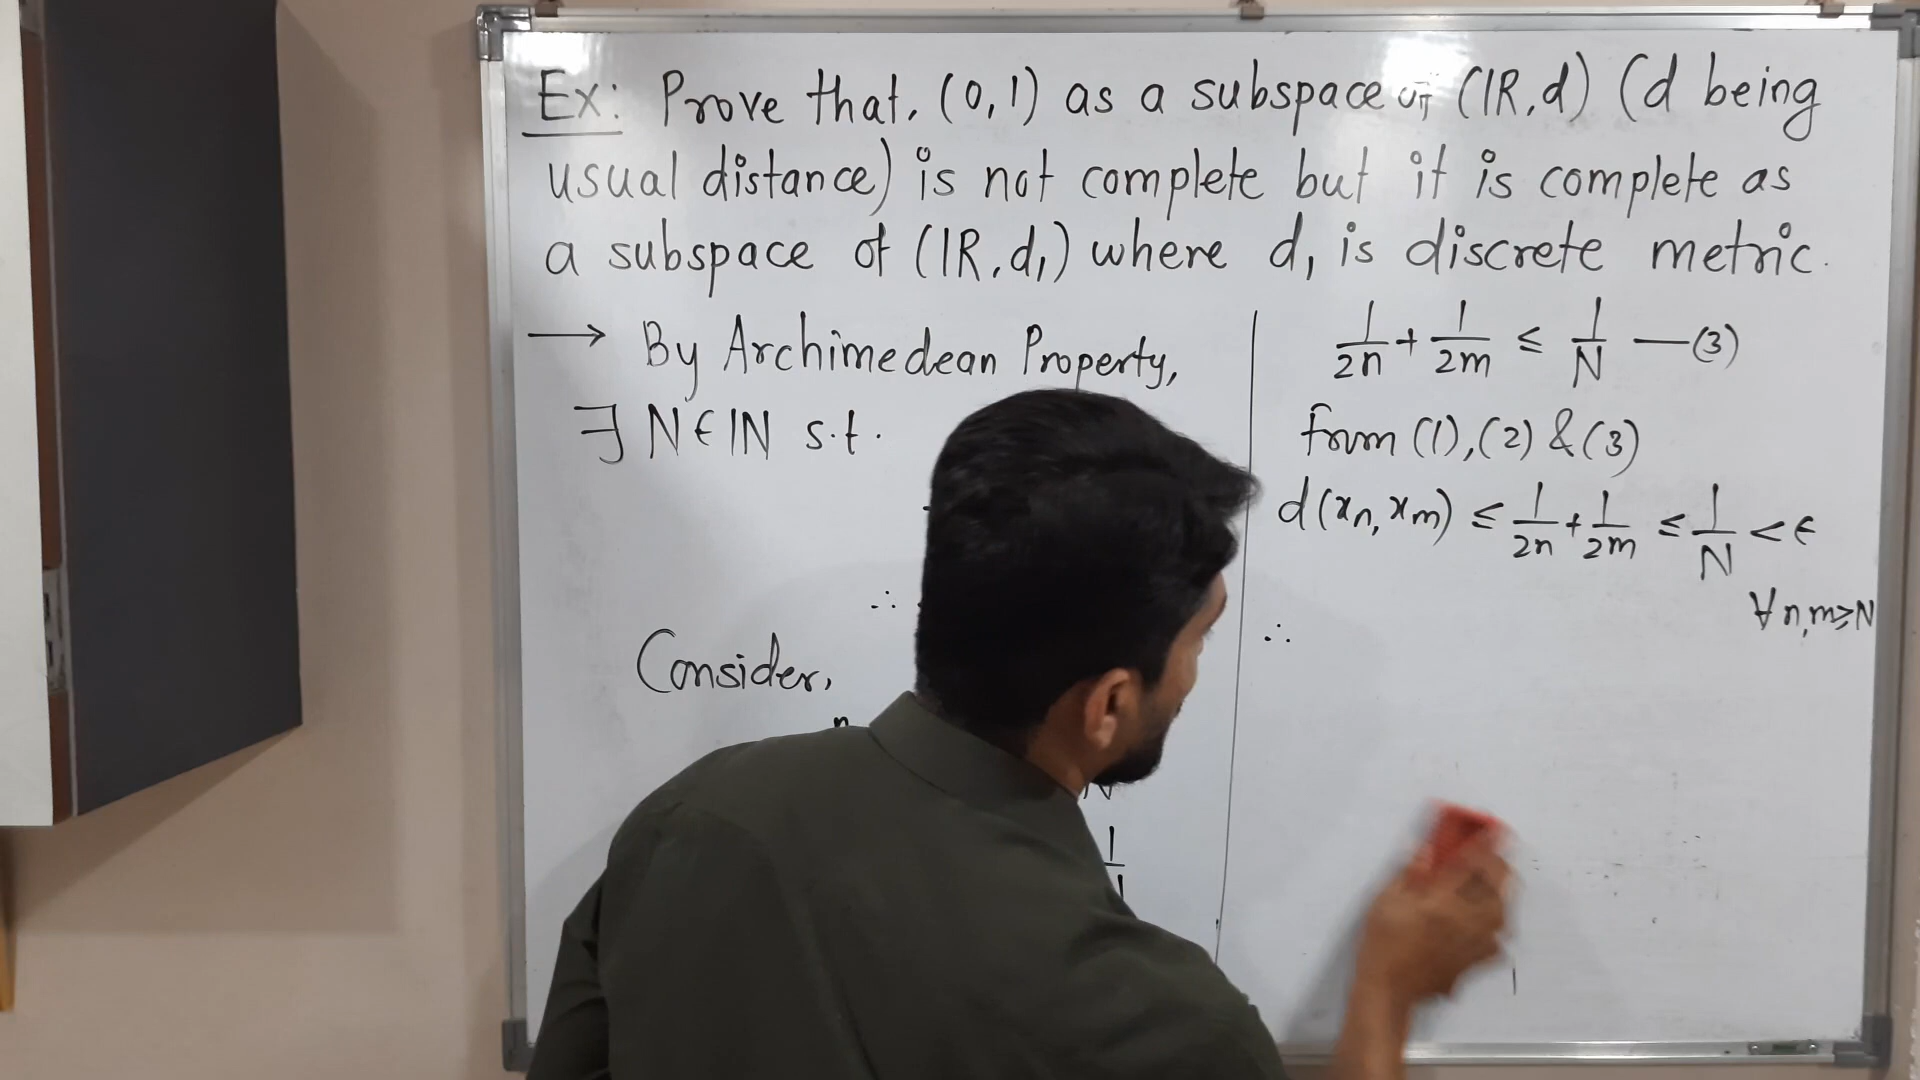 Ex: Prove that, (0,1) as a subspace of (IR,d) (d being
usual distance) is not complete but it is complete as
a subspace of (IR,d₁) where d₁ is discrete metric.
→ By Archimedean Property,
∃ N∈IN s.t.
∴
Consider,
n
N
1/2n + 1/2m ≤ 1/N —(3)
from (1),(2) & (3)
d(xn,xm) ≤ 1/2n + 1/2m ≤ 1/N < ϵ
∀ n,m≥N
∴